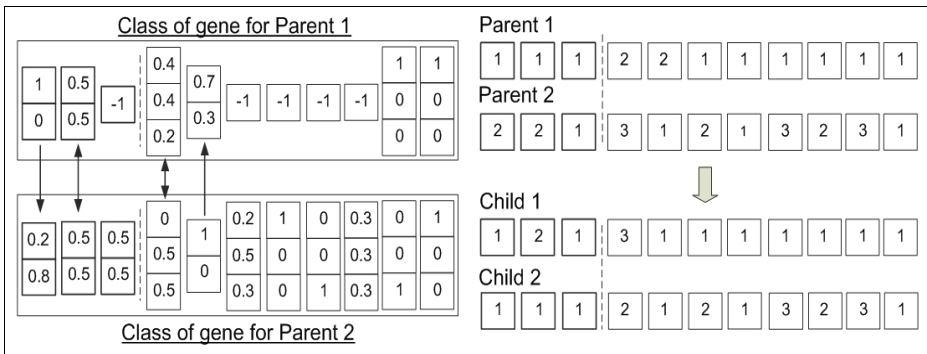 Class of gene for Parent 1
1 0.5 -1 0.4 0.7 -1 -1 -1 -1 1 1
0 0.5 0.4 0.3 0 0
0.2 0 0
0.2 0.5 0.5 0 1 0.2 1 0 0.3 0 1
0.8 0.5 0.5 0.5 0 0.5 0 0 0.3 0 0
0.5 0.3 0 1 0.3 1 0
Class of gene for Parent 2
Parent 1
1 1 1 2 2 1 1 1 1 1 1
Parent 2
2 2 1 3 1 2 1 3 2 3 1
Child 1
1 2 1 3 1 1 1 1 1 1 1
Child 2
1 1 1 2 1 2 1 3 2 3 1